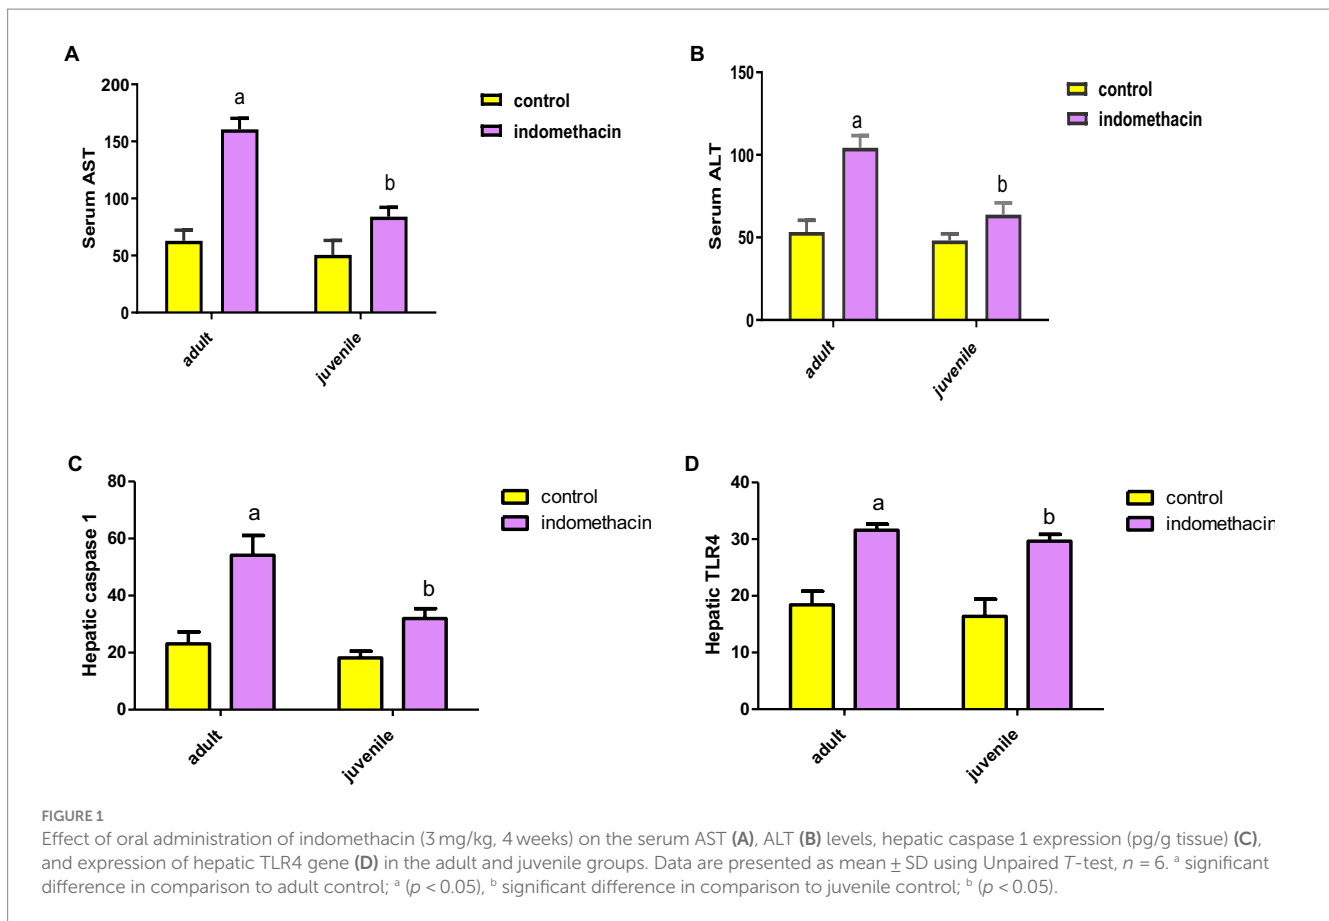 A
200
150
100
50
0
Serum AST
a
b
adult
juvenile
control
indomethacin
B
150
100
50
0
Serum ALT
a
b
adult
juvenile
control
indomethacin
C
80
60
40
20
0
Hepatic caspase 1
a
b
adult
juvenile
control
indomethacin
D
40
30
20
10
0
Hepatic TLR4
a
b
adult
juvenile
control
indomethacin
FIGURE 1
Effect of oral administration of indomethacin (3 mg/kg, 4 weeks) on the serum AST (A), ALT (B) levels, hepatic caspase 1 expression (pg/g tissue) (C),
and expression of hepatic TLR4 gene (D) in the adult and juvenile groups. Data are presented as mean ± SD using Unpaired T-test, n = 6. ᵃ significant
difference in comparison to adult control; ᵃ (p < 0.05), ᵇ significant difference in comparison to juvenile control; ᵇ (p < 0.05).